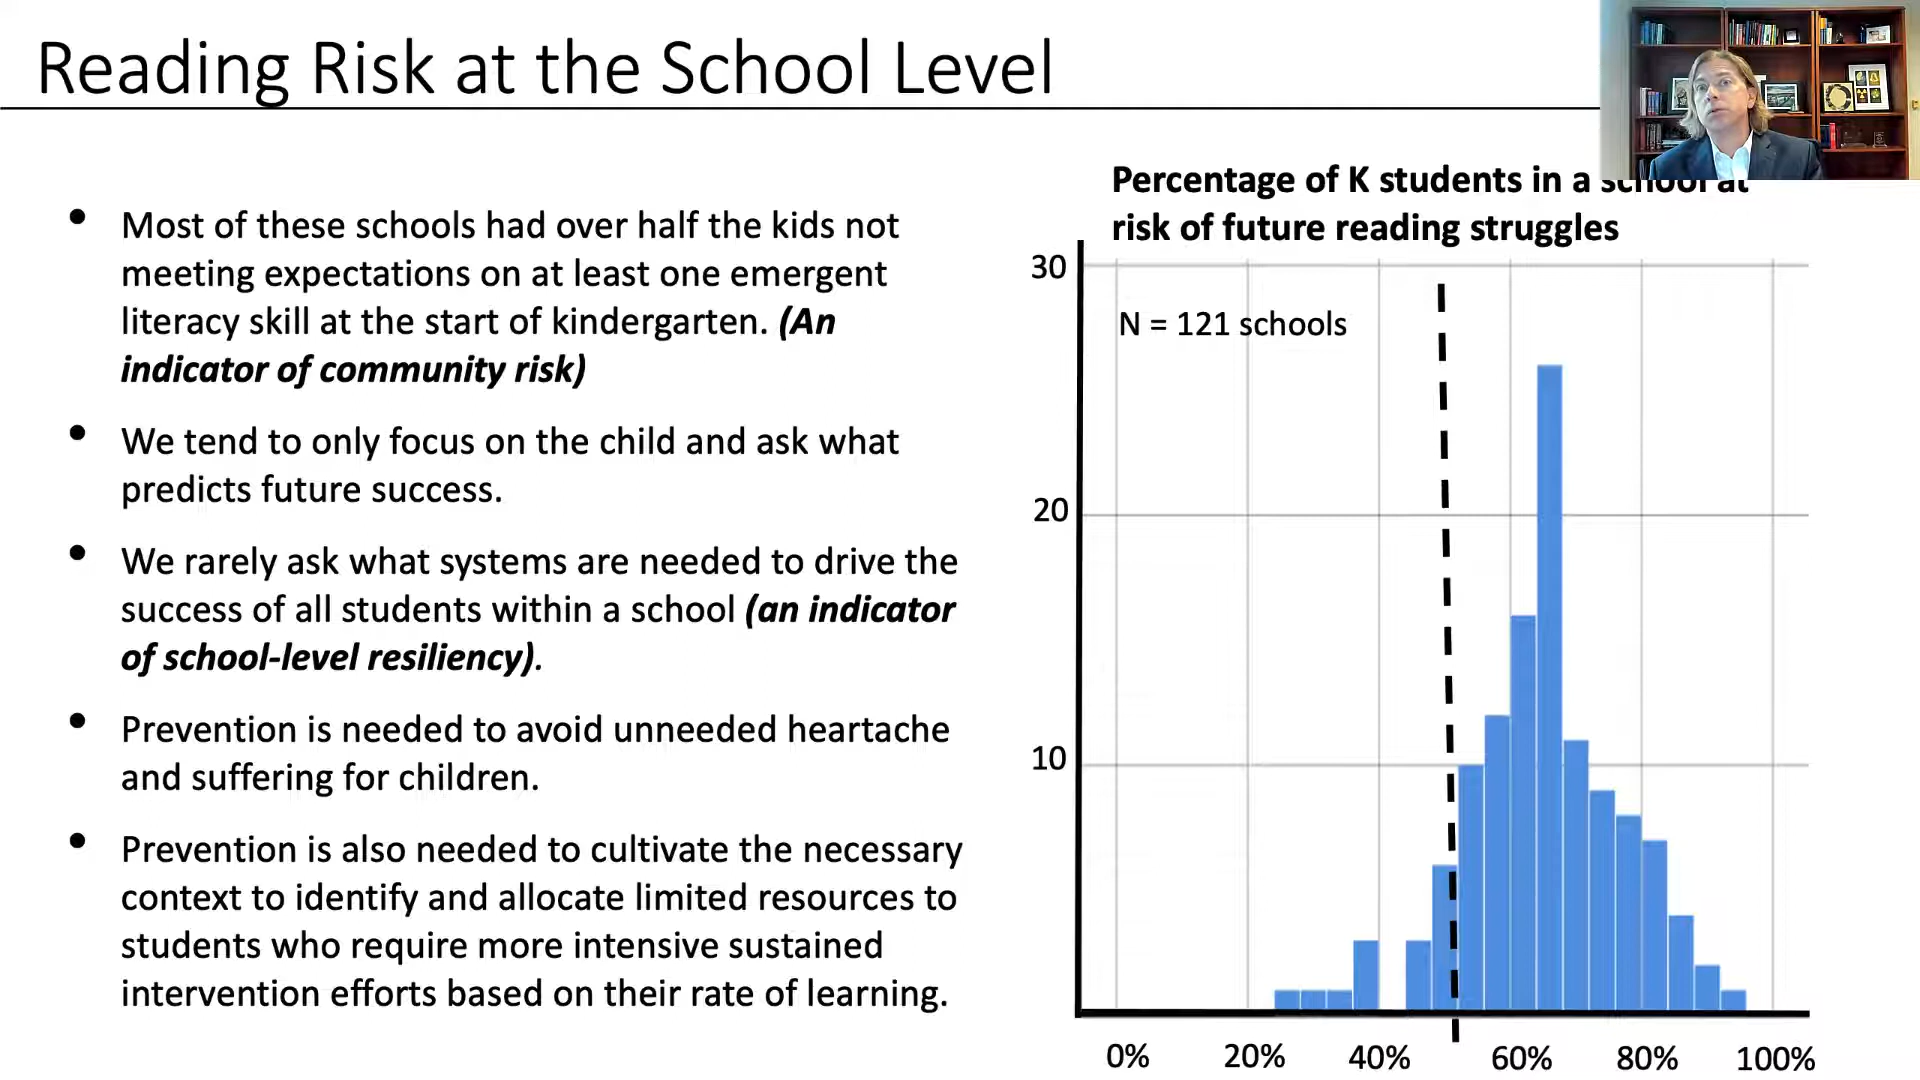 Reading Risk at the School Level
• Most of these schools had over half the kids not
meeting expectations on at least one emergent
literacy skill at the start of kindergarten. (An
indicator of community risk)
• We tend to only focus on the child and ask what
predicts future success.
• We rarely ask what systems are needed to drive the
success of all students within a school (an indicator
of school-level resiliency).
• Prevention is needed to avoid unneeded heartache
and suffering for children.
• Prevention is also needed to cultivate the necessary
context to identify and allocate limited resources to
students who require more intensive sustained
intervention efforts based on their rate of learning.
Percentage of K students in a school at
risk of future reading struggles
30
N = 121 schools
20
10
0% 20% 40% 60% 80% 100%